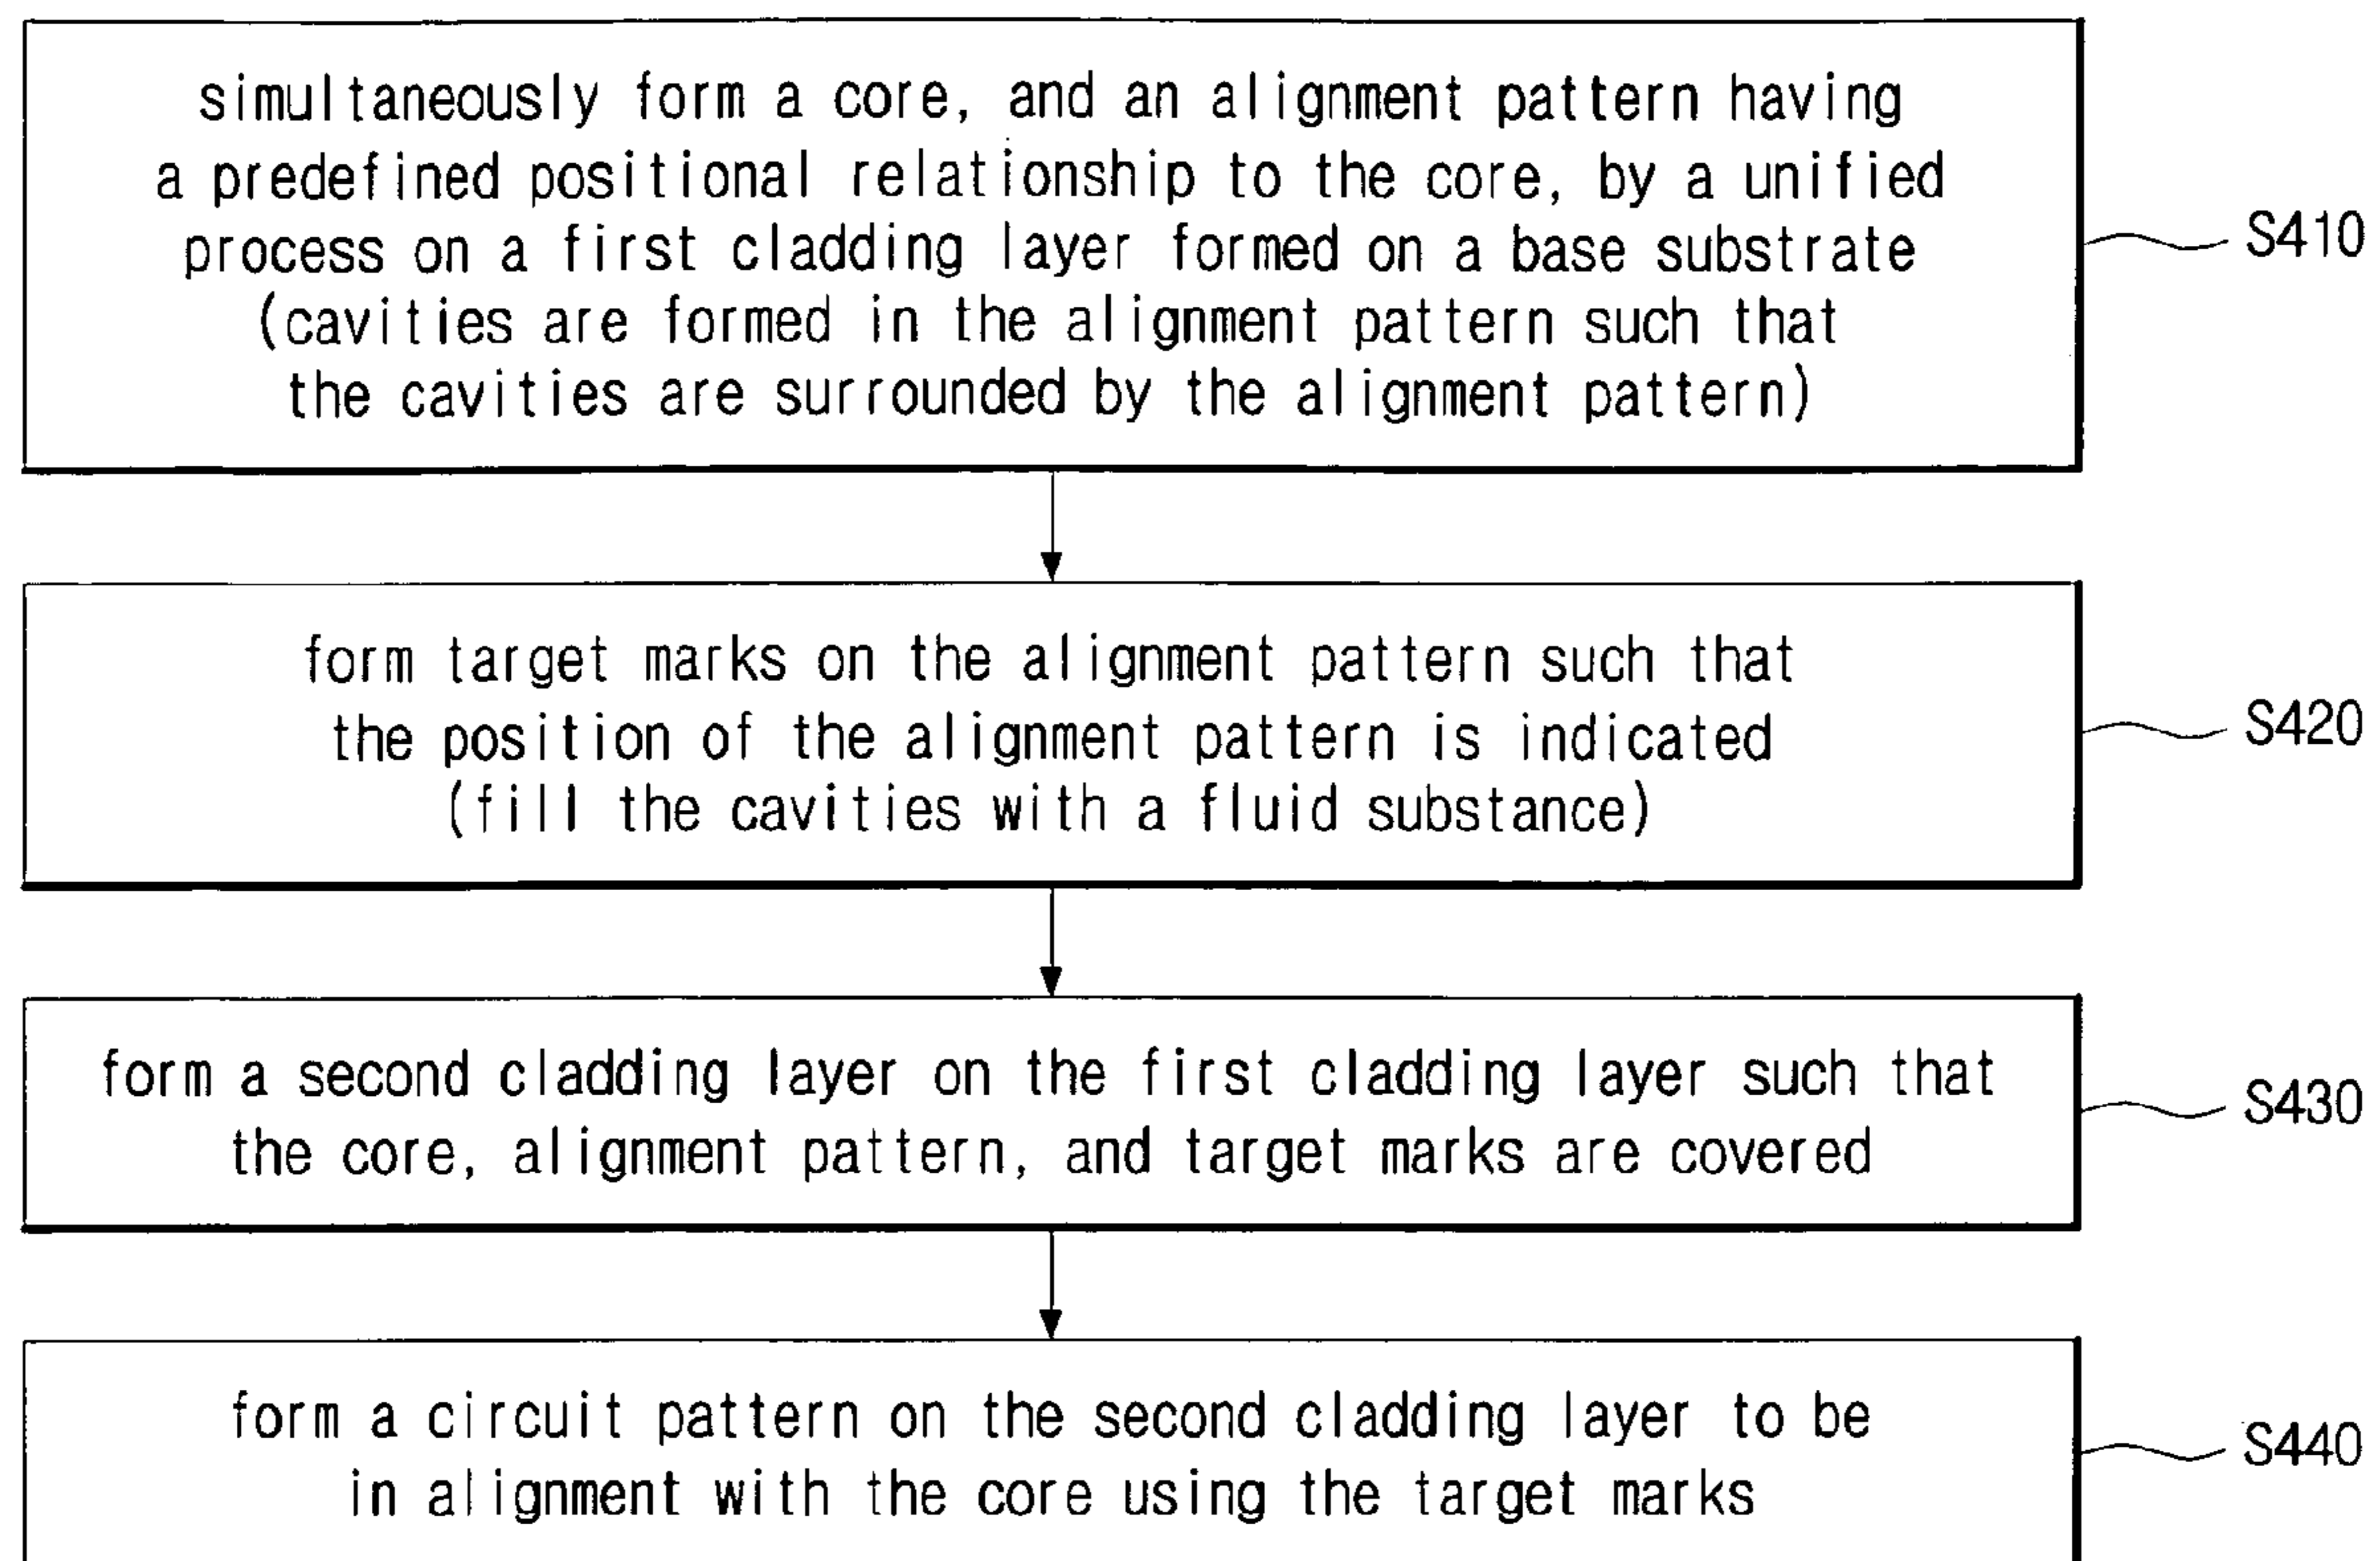 simultaneously form a core, and an alignment pattern having
a predefined positional relationship to the core, by a unified
process on a first cladding layer formed on a base substrate
(cavities are formed in the alignment pattern such that
the cavities are surrounded by the alignment pattern)
S410
form target marks on the alignment pattern such that
the position of the alignment pattern is indicated
(fill the cavities with a fluid substance)
S420
form a second cladding layer on the first cladding layer such that
the core, alignment pattern, and target marks are covered
S430
form a circuit pattern on the second cladding layer to be
in alignment with the core using the target marks
S440